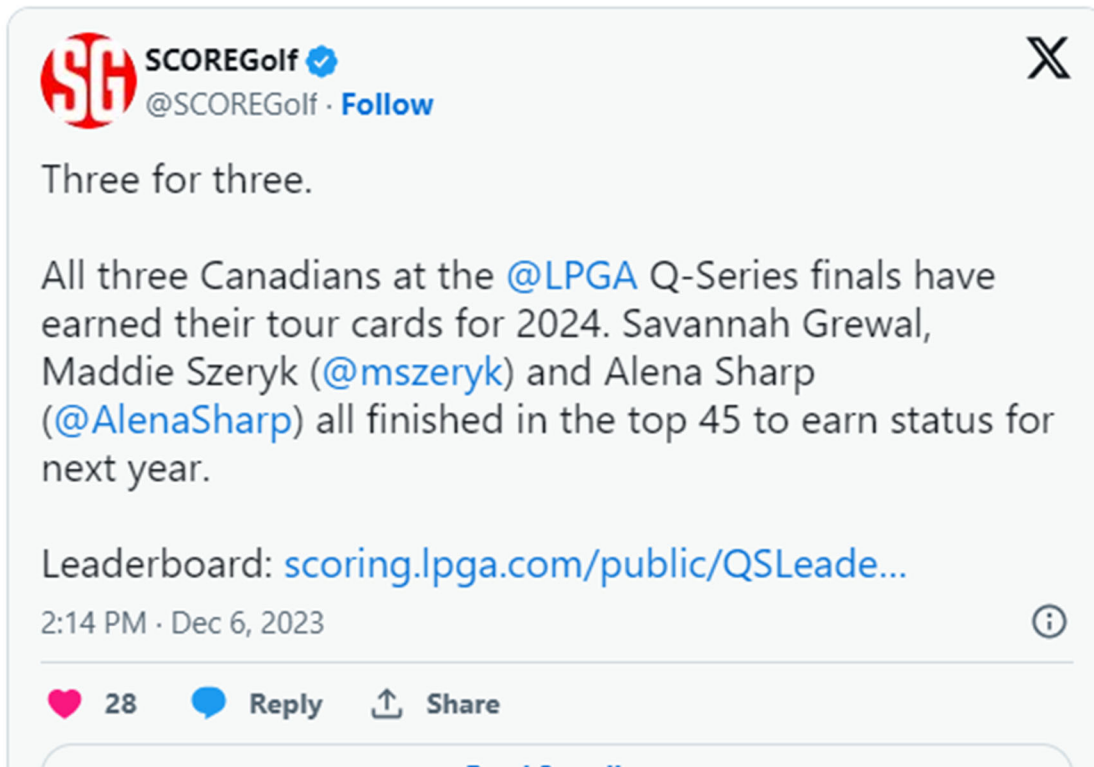 SG
SCOREGolf
@SCOREGolf · Follow
X
Three for three.
All three Canadians at the @LPGA Q-Series finals have
earned their tour cards for 2024. Savannah Grewal,
Maddie Szeryk (@mszeryk) and Alena Sharp
(@AlenaSharp) all finished in the top 45 to earn status for
next year.
Leaderboard: scoring.lpga.com/public/QSLeade...
2:14 PM · Dec 6, 2023
28 Reply Share